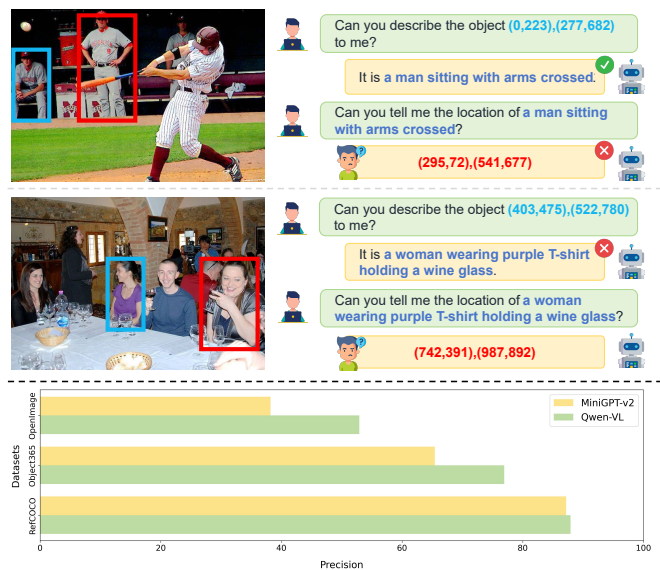 Can you describe the object (0,223),(277,682)
to me?
It is a man sitting with arms crossed.
Can you tell me the location of a man sitting
with arms crossed?
(295,72),(541,677)
Can you describe the object (403,475),(522,780)
to me?
It is a woman wearing purple T-shirt
holding a wine glass.
Can you tell me the location of a woman
wearing purple T-shirt holding a wine glass?
(742,391),(987,892)
MiniGPT-v2
Qwen-VL
Datasets
OpenImage
Object365
RefCOCO
0 20 40 60 80 100
Precision